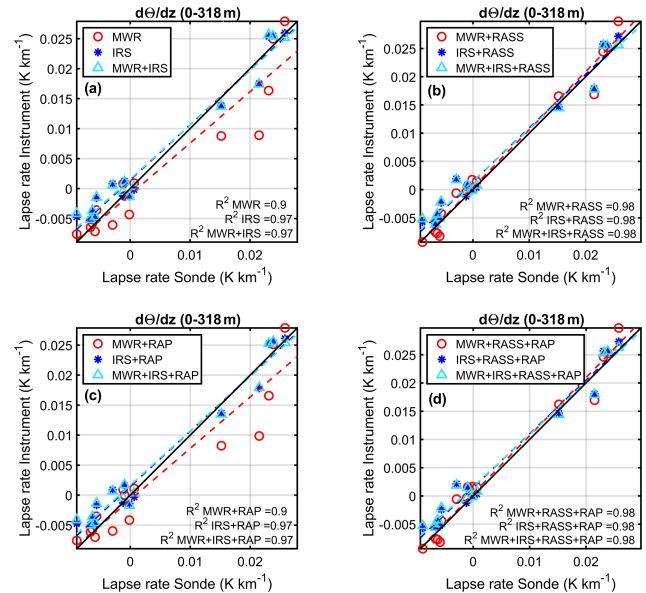 dΘ/dz (0-318 m)
MWR
IRS
MWR+IRS
(a)
R² MWR =0.9
R² IRS =0.97
R² MWR+IRS =0.97
0.025
0.02
0.015
0.01
0.005
0
-0.005
0
0.01
0.02
Lapse rate Instrument (K km⁻¹)
Lapse rate Sonde (K km⁻¹)
dΘ/dz (0-318 m)
MWR+RASS
IRS+RASS
MWR+IRS+RASS
(b)
R² MWR+RASS =0.98
R² IRS+RASS =0.98
R² MWR+IRS+RASS =0.98
0.025
0.02
0.015
0.01
0.005
0
-0.005
0
0.01
0.02
Lapse rate Instrument (K km⁻¹)
Lapse rate Sonde (K km⁻¹)
dΘ/dz (0-318 m)
MWR+RAP
IRS+RAP
MWR+IRS+RAP
(c)
R² MWR+RAP =0.9
R² IRS+RAP =0.97
R² MWR+IRS+RAP =0.97
0.025
0.02
0.015
0.01
0.005
0
-0.005
0
0.01
0.02
Lapse rate Instrument (K km⁻¹)
Lapse rate Sonde (K km⁻¹)
dΘ/dz (0-318 m)
MWR+RASS+RAP
IRS+RASS+RAP
MWR+IRS+RASS+RAP
(d)
R² MWR+RASS+RAP =0.98
R² IRS+RASS+RAP =0.98
R² MWR+IRS+RASS+RAP =0.98
0.025
0.02
0.015
0.01
0.005
0
-0.005
0
0.01
0.02
Lapse rate Instrument (K km⁻¹)
Lapse rate Sonde (K km⁻¹)